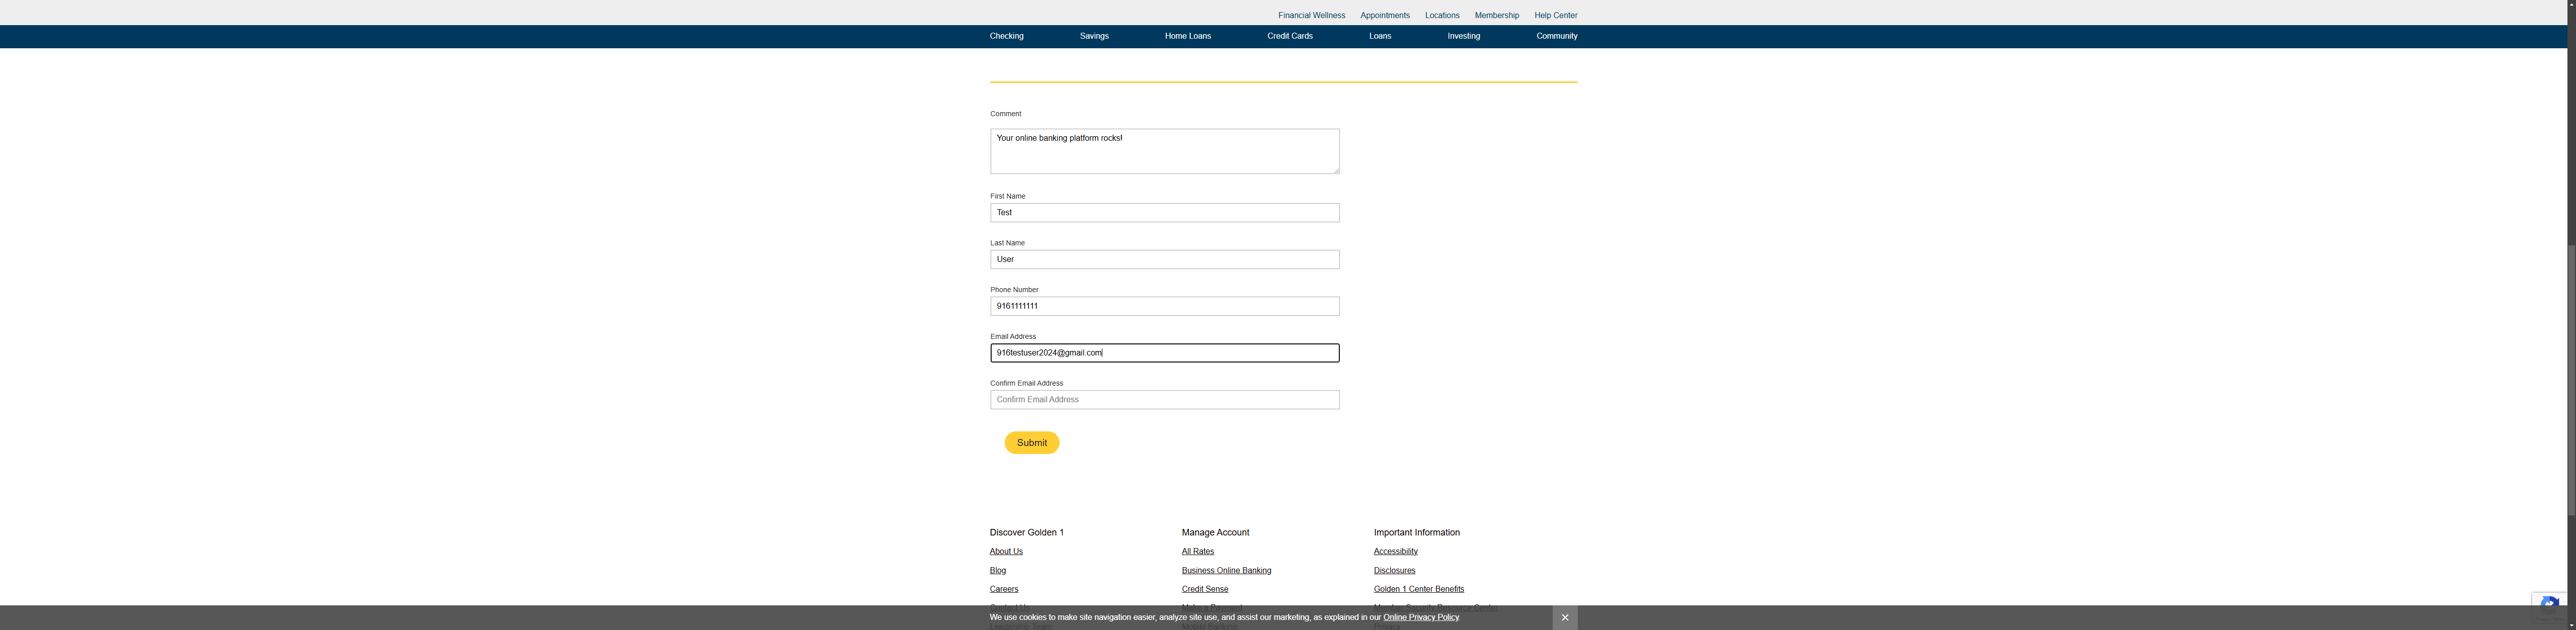 Financial Wellness Appointments Locations Membership Help Center
Checking Savings Home Loans Credit Cards Loans Investing Community
Comment
Your online banking platform rocks!
First Name
Test
Last Name
User
Phone Number
9161111111
Email Address
916testuser2024@gmail.com
Confirm Email Address
Confirm Email Address
Submit
Discover Golden 1 Manage Account Important Information
About Us All Rates Accessibility
Blog Business Online Banking Disclosures
Careers Credit Sense Golden 1 Center Benefits
We use cookies to make site navigation easier, analyze site use, and assist our marketing, as explained in our Online Privacy Policy.